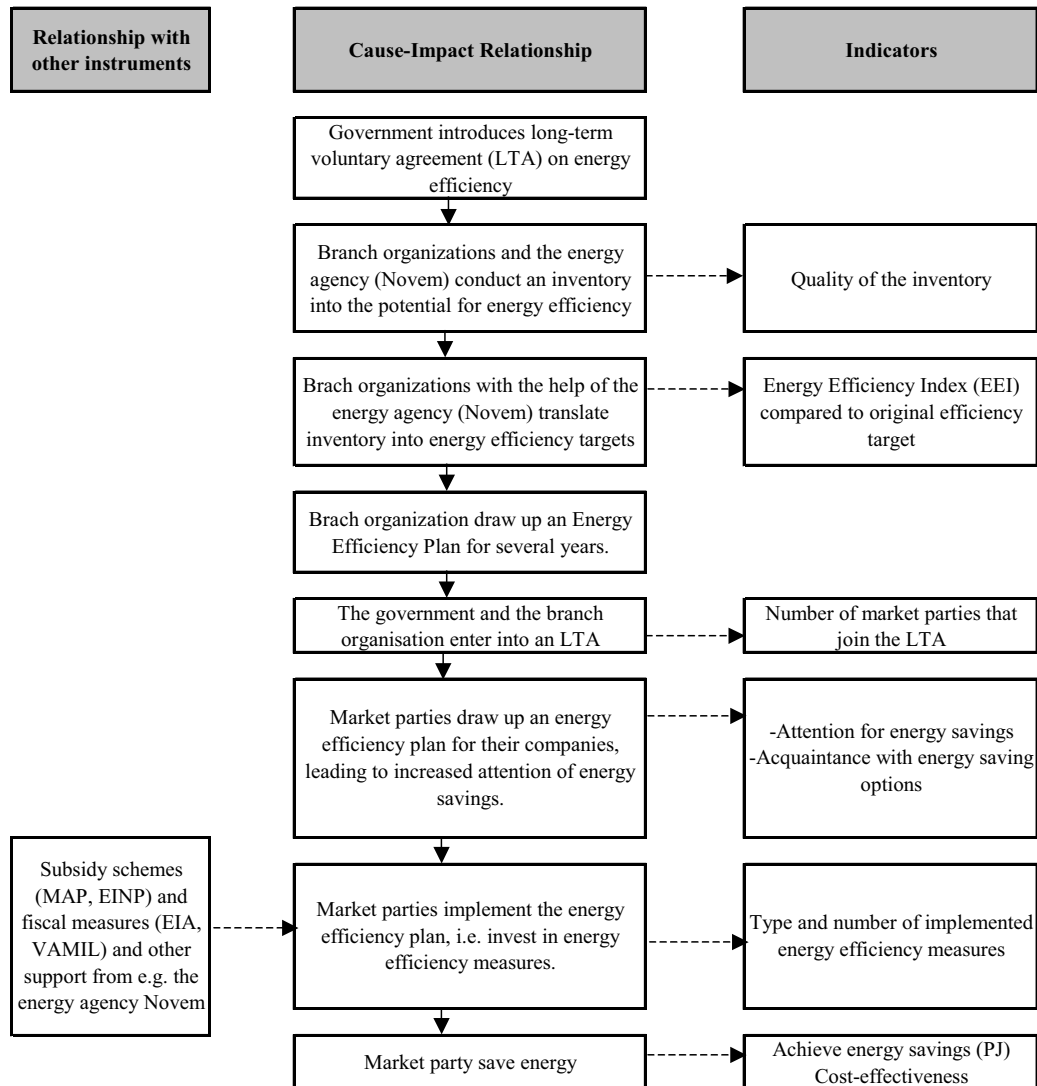 Relationship with
other instruments
Cause-Impact Relationship
Indicators
Government introduces long-term
voluntary agreement (LTA) on energy
efficiency
Branch organizations and the energy
agency (Novem) conduct an inventory
into the potential for energy efficiency
Quality of the inventory
Brach organizations with the help of the
energy agency (Novem) translate
inventory into energy efficiency targets
Energy Efficiency Index (EEI)
compared to original efficiency
target
Brach organization draw up an Energy
Efficiency Plan for several years.
The government and the branch
organisation enter into an LTA
Number of market parties that
join the LTA
Market parties draw up an energy
efficiency plan for their companies,
leading to increased attention of energy
savings.
-Attention for energy savings
-Acquaintance with energy saving
options
Subsidy schemes
(MAP, EINP) and
fiscal measures (EIA,
VAMIL) and other
support from e.g. the
energy agency Novem
Market parties implement the energy
efficiency plan, i.e. invest in energy
efficiency measures.
Type and number of implemented
energy efficiency measures
Market party save energy
Achieve energy savings (PJ)
Cost-effectiveness